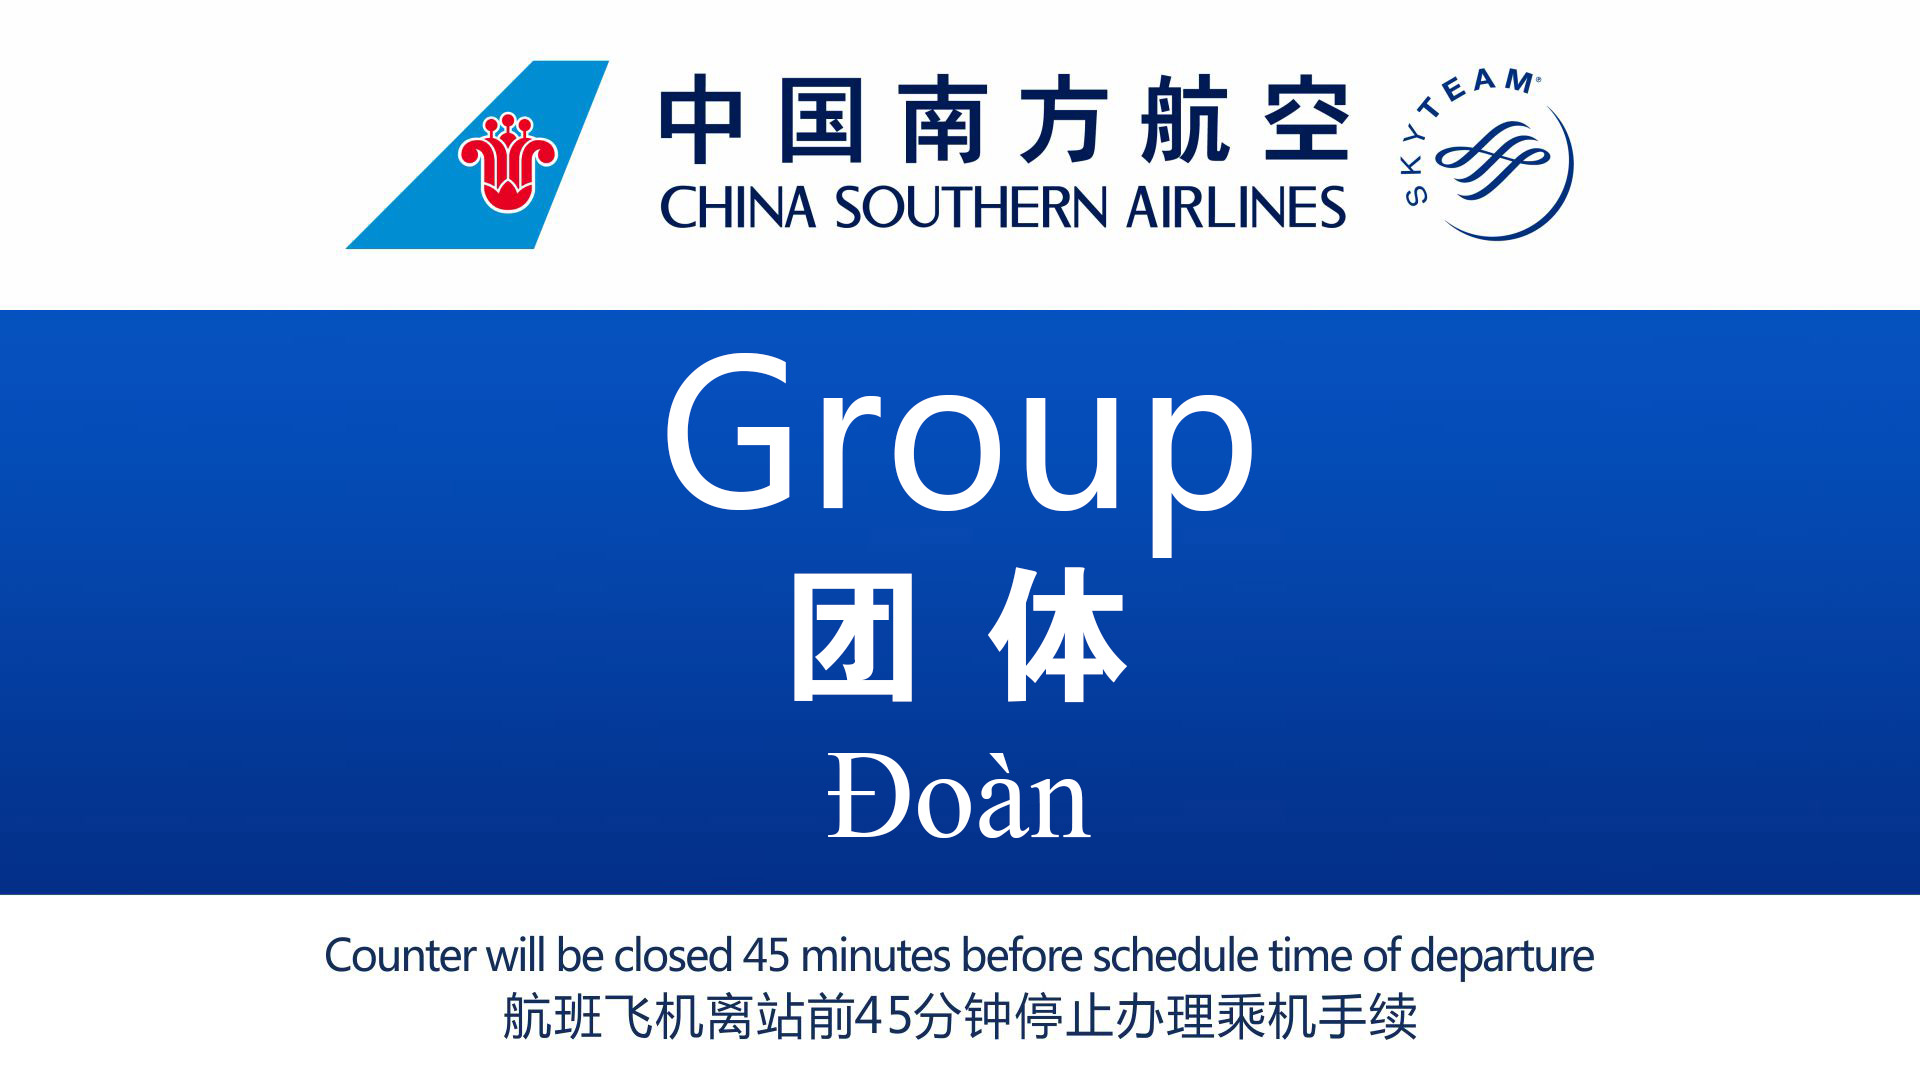 中国南方航空
CHINA SOUTHERN AIRLINES
SKYTEAM®
Group
团体
Đoàn
Counter will be closed 45 minutes before schedule time of departure
航班飞机离站前45分钟停止办理乘机手续